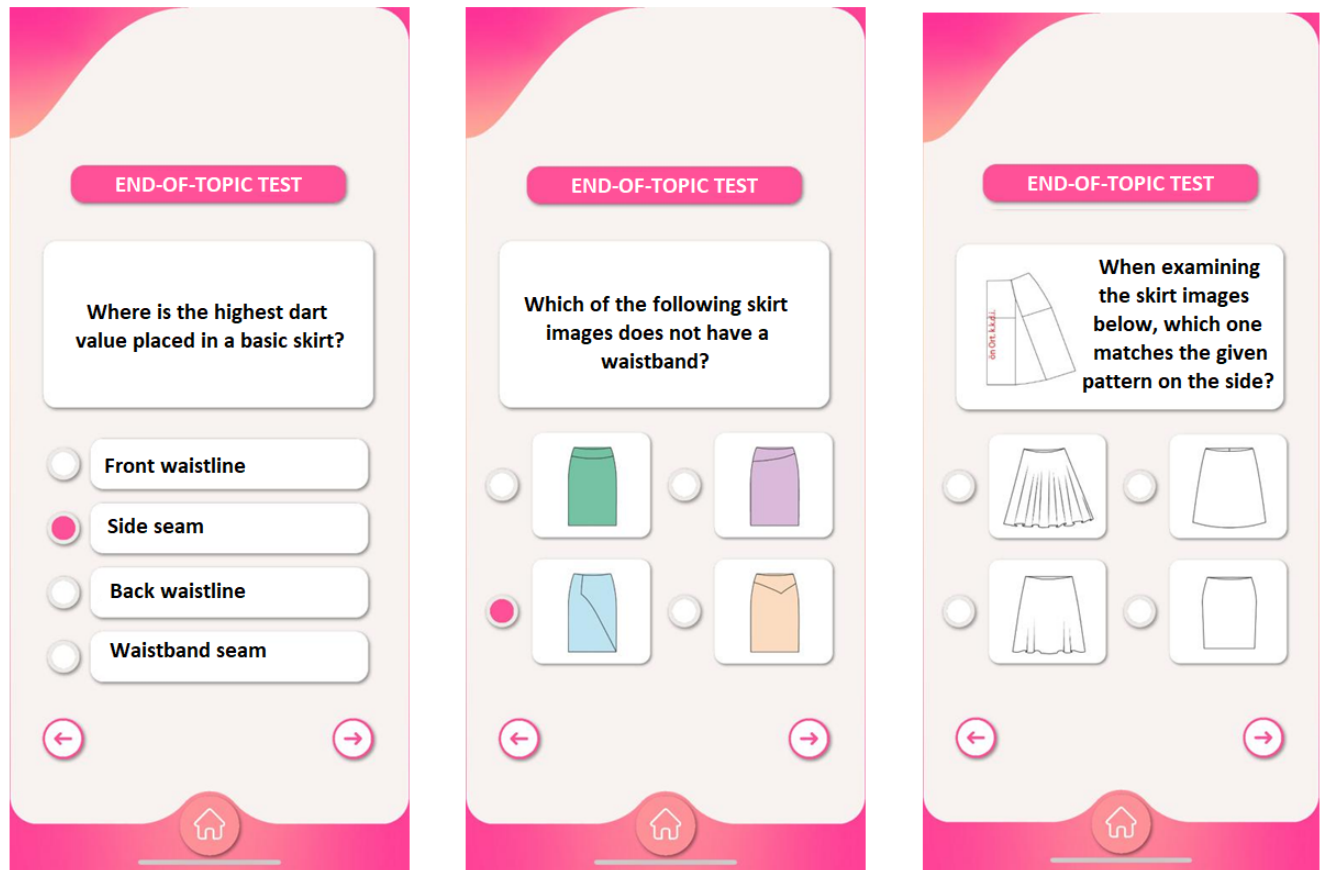 END-OF-TOPIC TEST
Where is the highest dart
value placed in a basic skirt?
Front waistline
Side seam
Back waistline
Waistband seam
END-OF-TOPIC TEST
Which of the following skirt
images does not have a
waistband?
END-OF-TOPIC TEST
ön Ort. k.k.d.i.
When examining
the skirt images
below, which one
matches the given
pattern on the side?